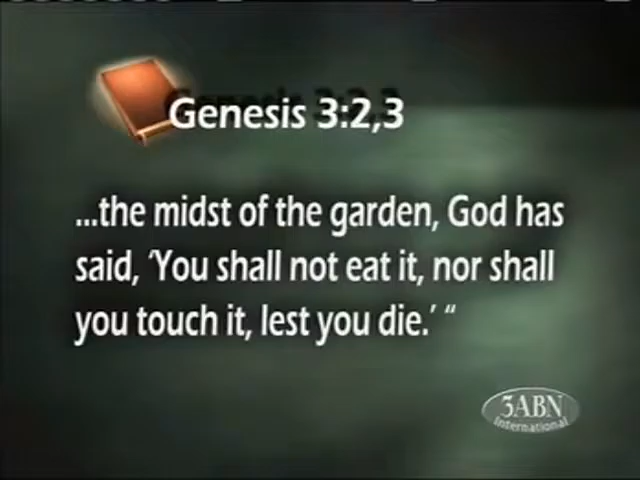 Genesis 3:2,3
...the midst of the garden, God has
said, ‘You shall not eat it, nor shall
you touch it, lest you die.’ “
3ABN
International